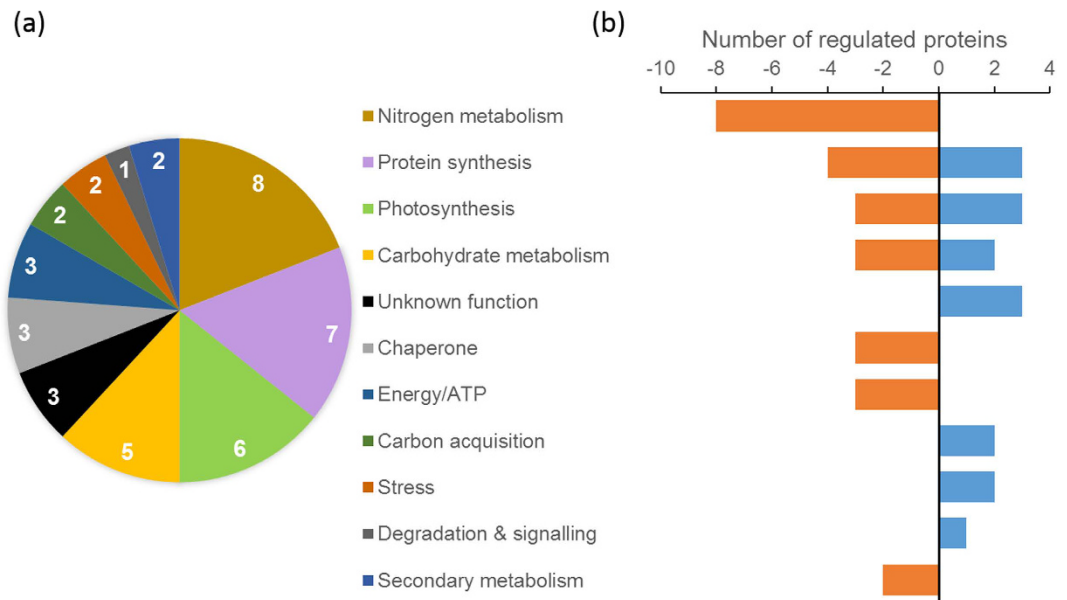 (a)
8
7
6
5
3
3
3
2
2
1
2
Nitrogen metabolism
Protein synthesis
Photosynthesis
Carbohydrate metabolism
Unknown function
Chaperone
Energy/ATP
Carbon acquisition
Stress
Degradation & signalling
Secondary metabolism
(b)
Number of regulated proteins
-10 -8 -6 -4 -2 0 2 4